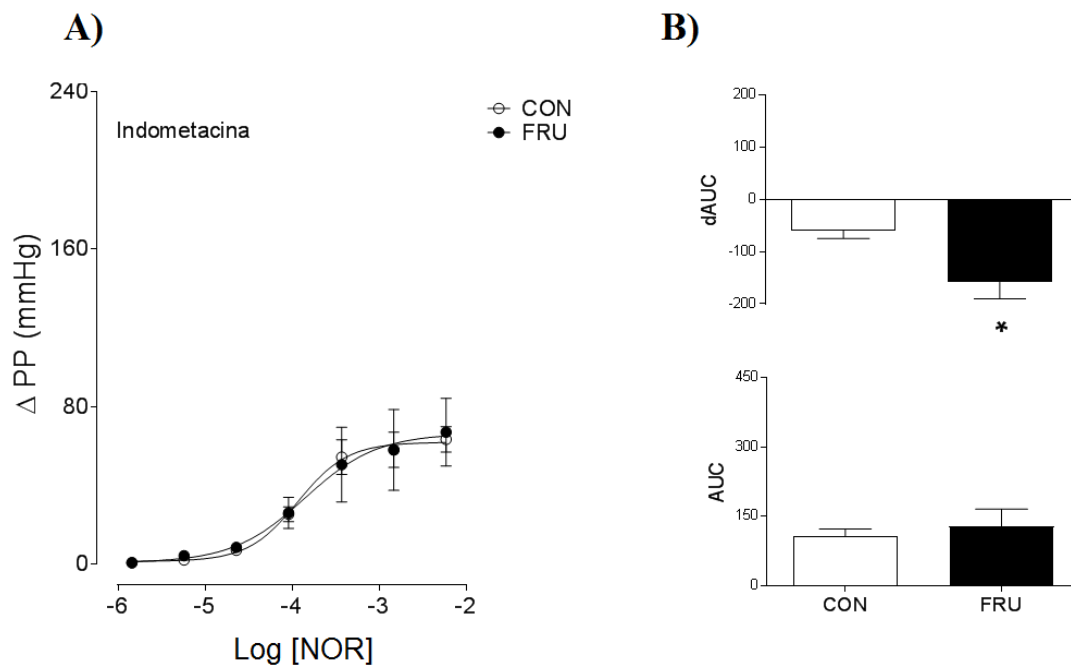 A)
B)
240
160
80
0
Δ PP (mmHg)
Indometacina
CON
FRU
-6 -5 -4 -3 -2
Log [NOR]
200
100
0
-100
-200
dAUC
*
450
300
150
0
AUC
CON FRU